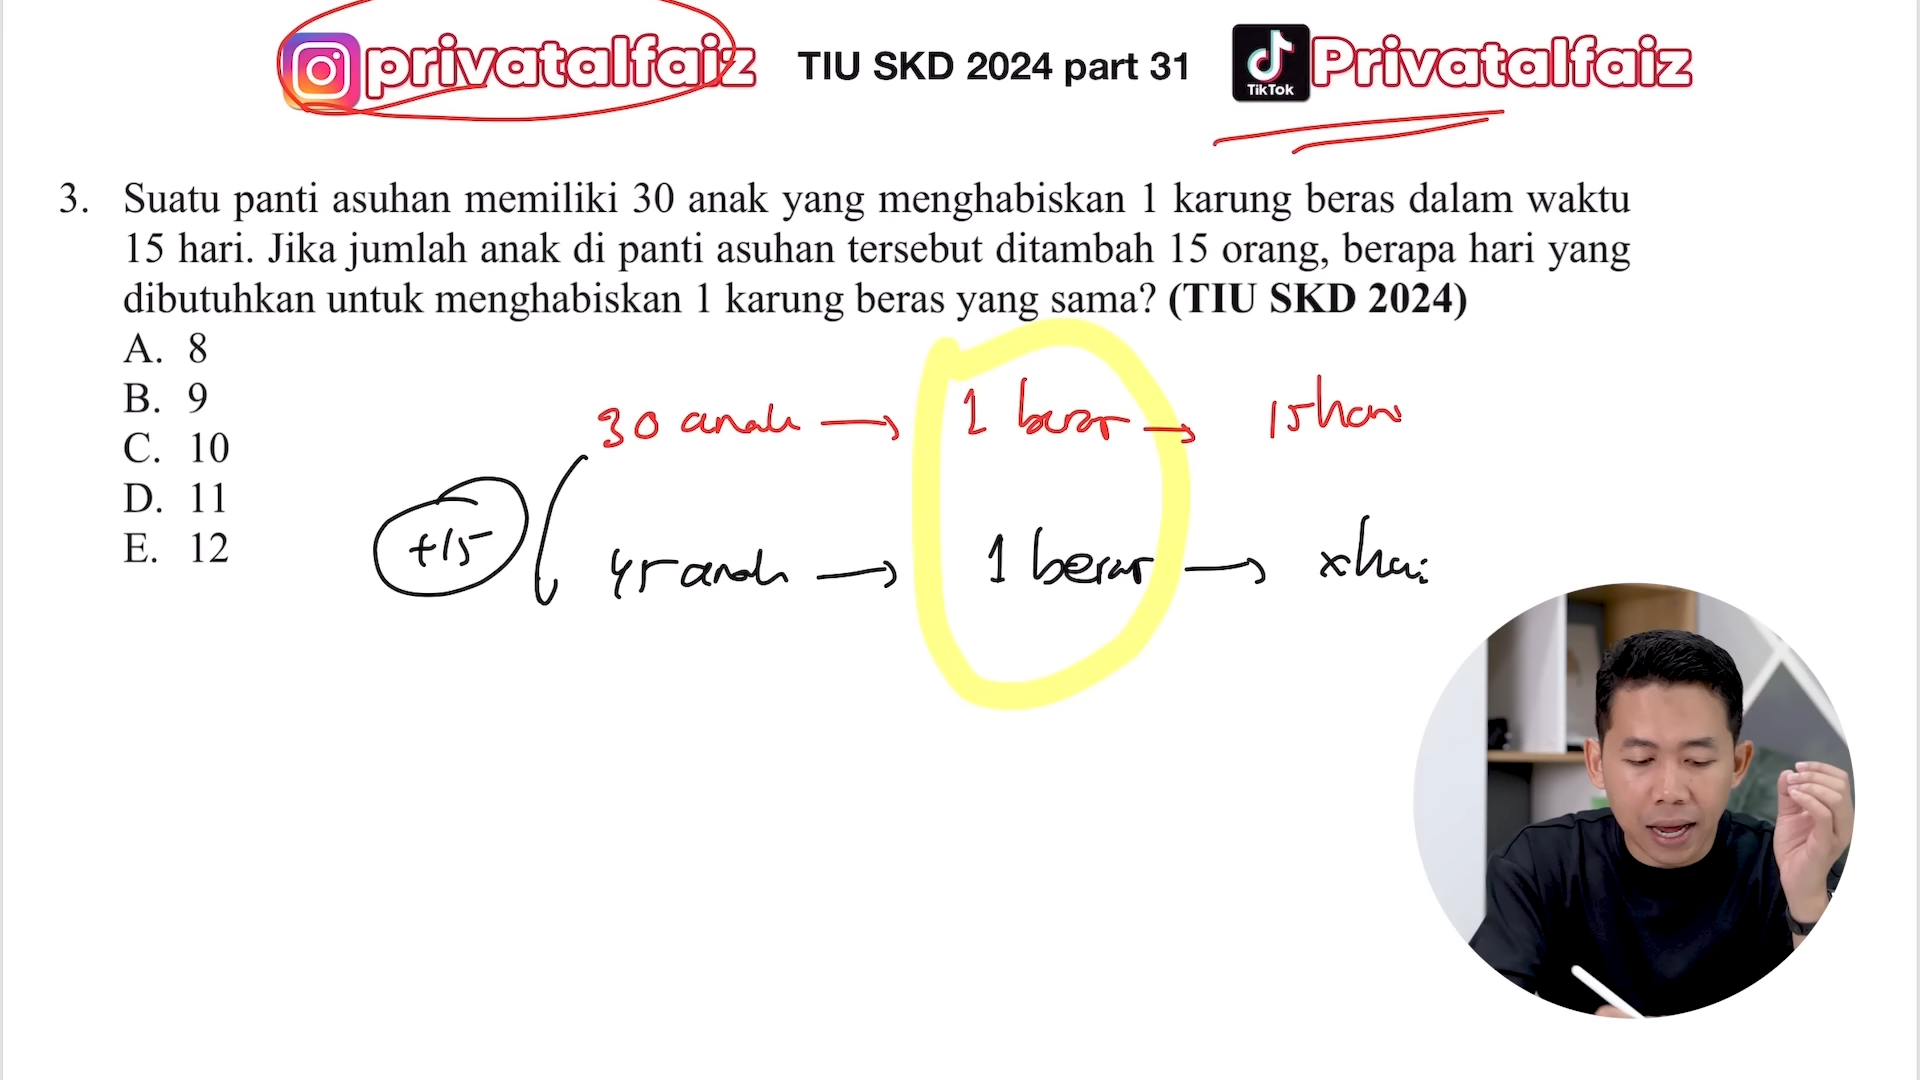 privatalfaiz TIU SKD 2024 part 31 TikTok Privatalfaiz
3. Suatu panti asuhan memiliki 30 anak yang menghabiskan 1 karung beras dalam waktu
15 hari. Jika jumlah anak di panti asuhan tersebut ditambah 15 orang, berapa hari yang
dibutuhkan untuk menghabiskan 1 karung beras yang sama? (TIU SKD 2024)
A. 8
B. 9
C. 10
D. 11
E. 12
30 anak → 1 beras → 15 hari
+15
45 anak → 1 beras → x hari